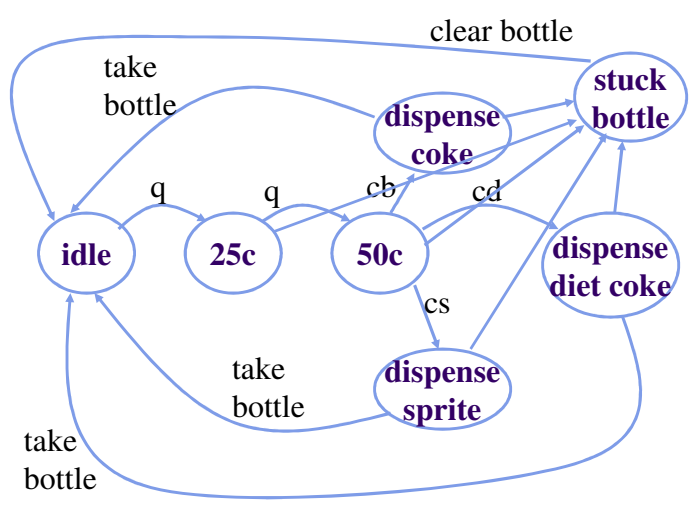 clear bottle
take
bottle
stuck
bottle
dispense
coke
q
q
cb
cd
idle
25c
50c
dispense
diet coke
cs
take
bottle
dispense
sprite
take
bottle